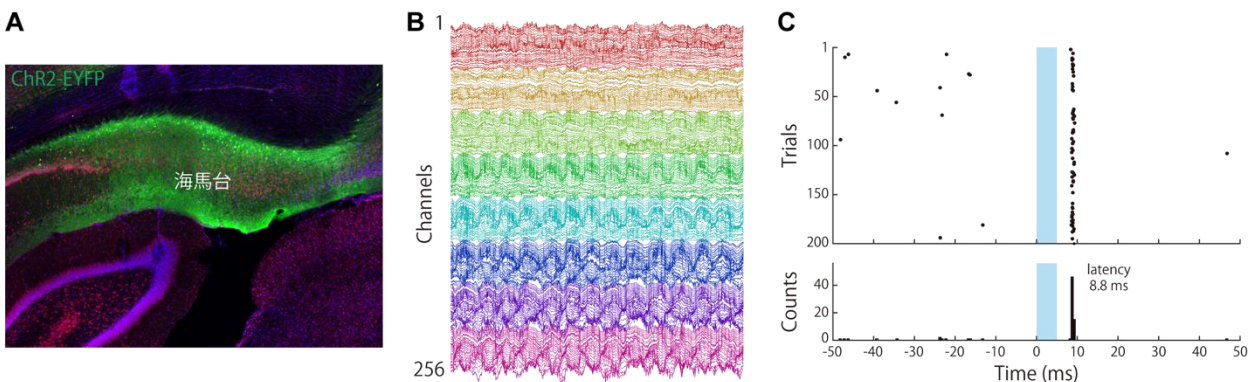 A
ChR2-EYFP
海馬台
B
1
Channels
256
C
1
50
100
150
200
Trials
latency
8.8 ms
40
20
0
Counts
-50 -40 -30 -20 -10 0 10 20 30 40 50
Time (ms)